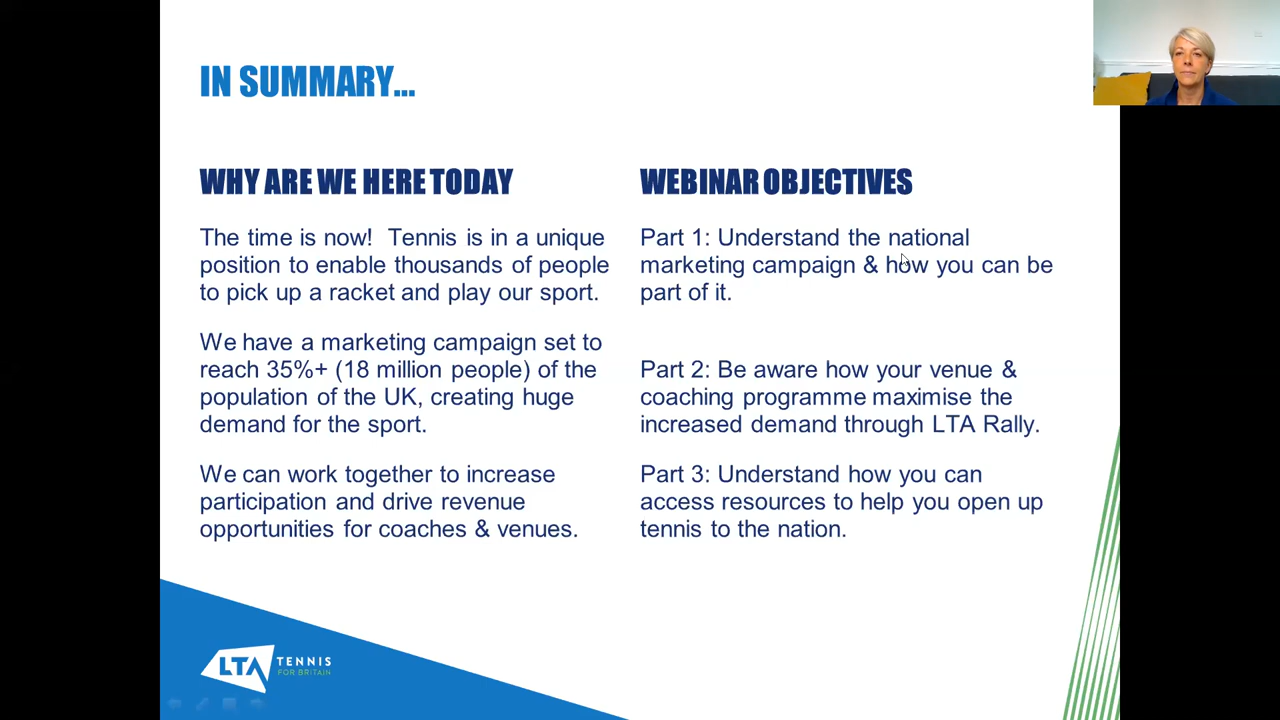 IN SUMMARY...
WHY ARE WE HERE TODAY
The time is now!  Tennis is in a unique
position to enable thousands of people
to pick up a racket and play our sport.
We have a marketing campaign set to
reach 35%+ (18 million people) of the
population of the UK, creating huge
demand for the sport.
We can work together to increase
participation and drive revenue
opportunities for coaches & venues.
WEBINAR OBJECTIVES
Part 1: Understand the national
marketing campaign & how you can be
part of it.
Part 2: Be aware how your venue &
coaching programme maximise the
increased demand through LTA Rally.
Part 3: Understand how you can
access resources to help you open up
tennis to the nation.
LTA TENNIS
FOR BRITAIN